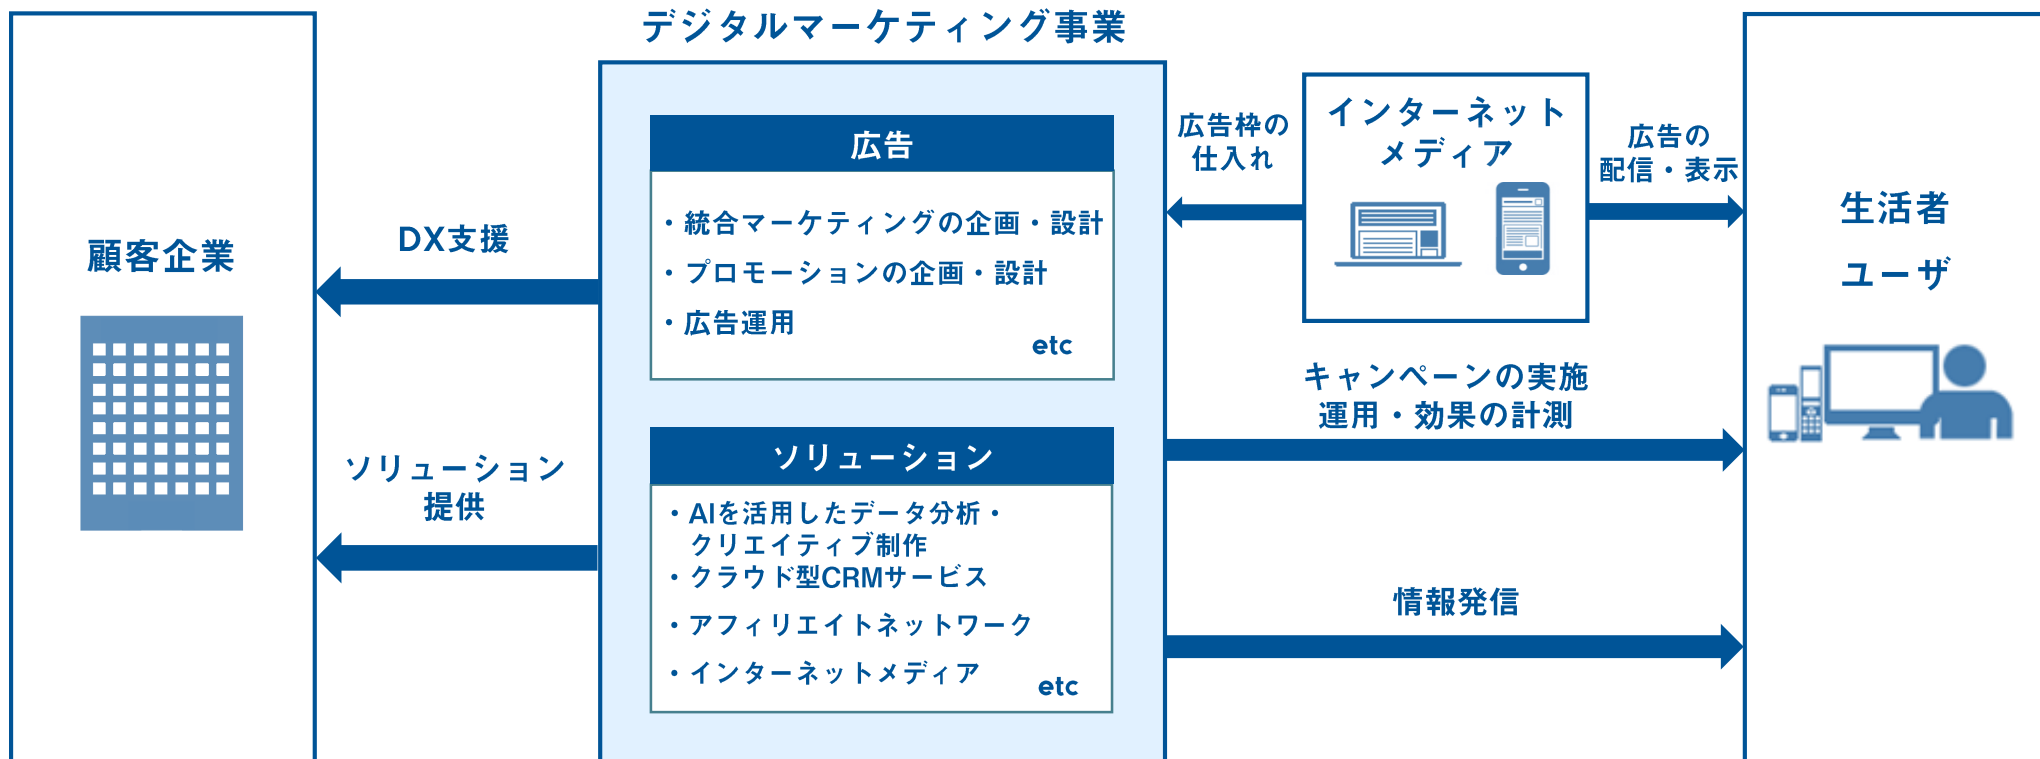 デジタルマーケティング事業
顧客企業
DX支援
ソリューション
提供
広告
・統合マーケティングの企画・設計
・プロモーションの企画・設計
・広告運用
etc
ソリューション
・AIを活用したデータ分析・
クリエイティブ制作
・クラウド型CRMサービス
・アフィリエイトネットワーク
・インターネットメディア
etc
広告枠の
仕入れ
インターネット
メディア
広告の
配信・表示
キャンペーンの実施
運用・効果の計測
情報発信
生活者
ユーザ